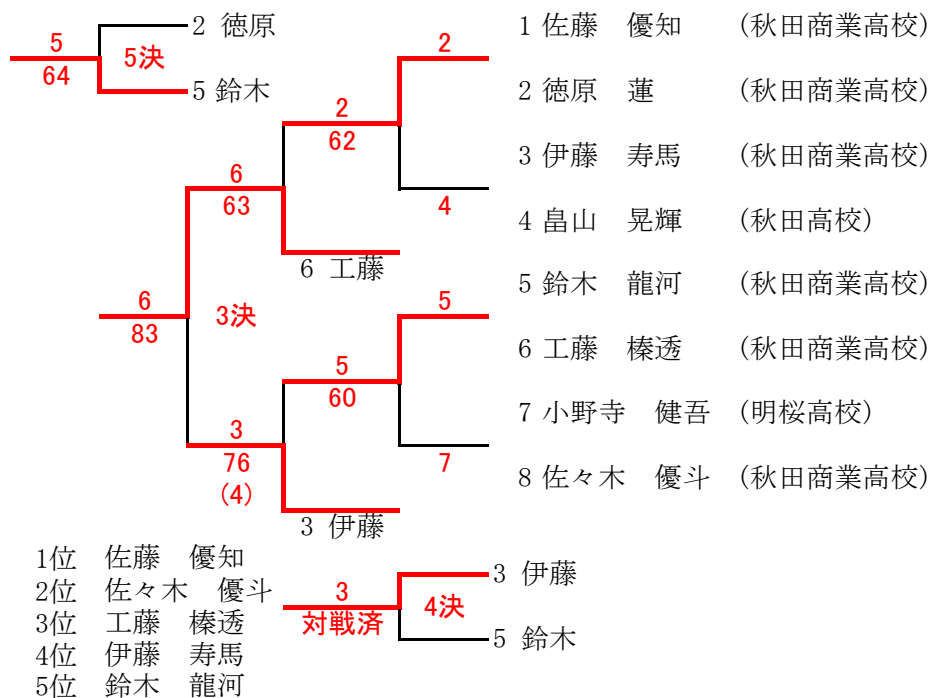 2 徳原
5
5決
64
5 鈴木
1 佐藤　優知　(秋田商業高校)
2 徳原　蓮　(秋田商業高校)
3 伊藤　寿馬　(秋田商業高校)
4 畠山　晃輝　(秋田高校)
5 鈴木　龍河　(秋田商業高校)
6 工藤　榛透　(秋田商業高校)
7 小野寺　健吾　(明桜高校)
8 佐々木　優斗　(秋田商業高校)
2
2
62
4
6
63
6 工藤
6
83
3決
5
5
60
7
3
76
(4)
3 伊藤
1位　佐藤　優知
2位　佐々木　優斗
3位　工藤　榛透
4位　伊藤　寿馬
5位　鈴木　龍河
3 伊藤
3
4決
対戦済
5 鈴木